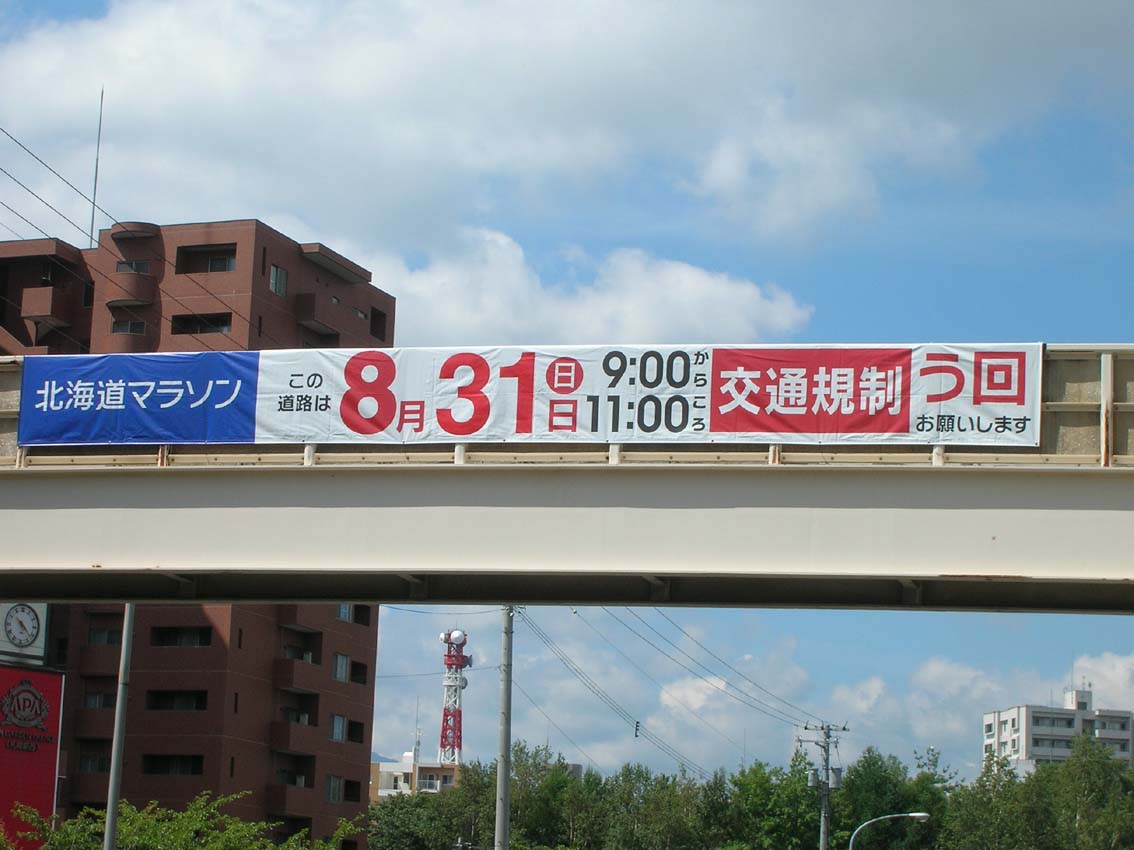 北海道マラソン
この
道路は
8月31日
日
9:00から
11:00ころ
交通規制
う回
お願いします
APA